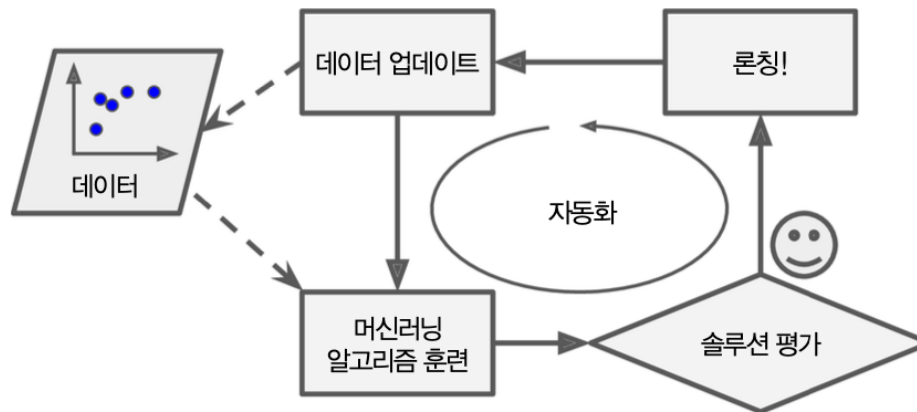 데이터 업데이트
론칭!
데이터
자동화
머신러닝
알고리즘 훈련
솔루션 평가